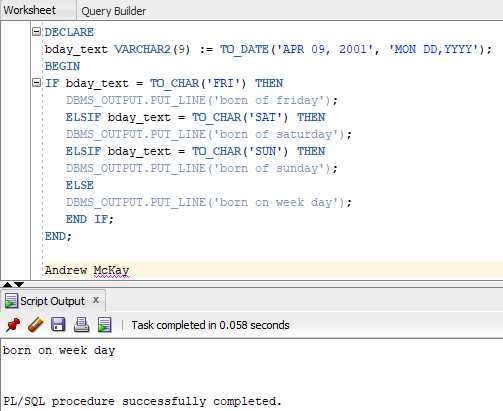 Worksheet Query Builder
DECLARE
bday_text VARCHAR2(9) := TO_DATE('APR 09, 2001', 'MON DD,YYYY');
BEGIN
IF bday_text = TO_CHAR('FRI') THEN
DBMS_OUTPUT.PUT_LINE('born of friday');
ELSIF bday_text = TO_CHAR('SAT') THEN
DBMS_OUTPUT.PUT_LINE('born of saturday');
ELSIF bday_text = TO_CHAR('SUN') THEN
DBMS_OUTPUT.PUT_LINE('born of sunday');
ELSE
DBMS_OUTPUT.PUT_LINE('born on week day');
END IF;
END;
Andrew McKay
Script Output x
Task completed in 0.058 seconds
born on week day
PL/SQL procedure successfully completed.